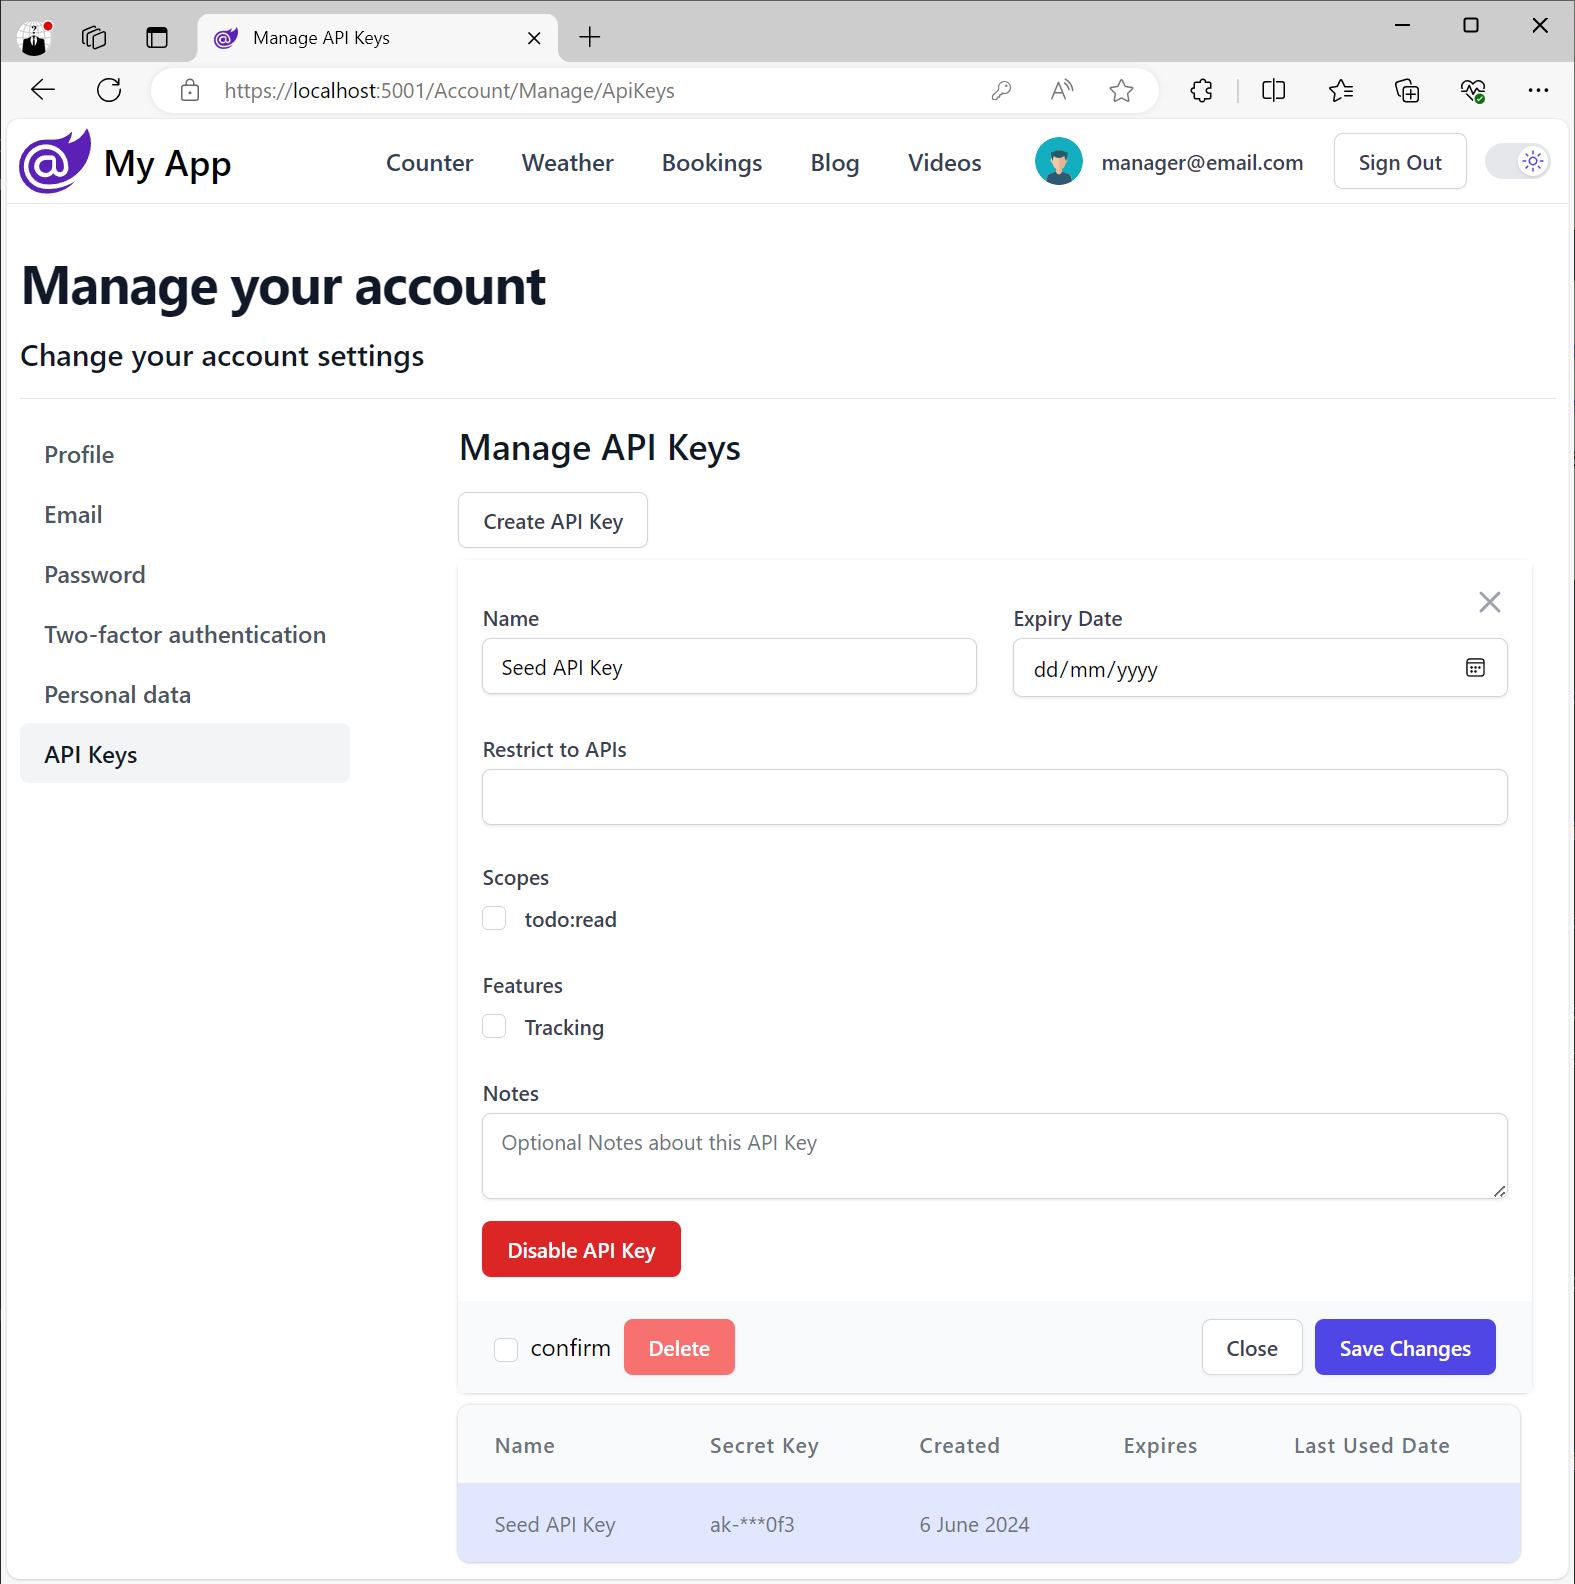 Manage API Keys
https://localhost:5001/Account/Manage/ApiKeys
My App
Counter Weather Bookings Blog Videos manager@email.com Sign Out
Manage your account
Change your account settings
Profile
Email
Password
Two-factor authentication
Personal data
API Keys
Manage API Keys
Create API Key
Name Expiry Date
Seed API Key dd/mm/yyyy
Restrict to APIs
Scopes
todo:read
Features
Tracking
Notes
Optional Notes about this API Key
Disable API Key
confirm Delete Close Save Changes
Name Secret Key Created Expires Last Used Date
Seed API Key ak-***0f3 6 June 2024